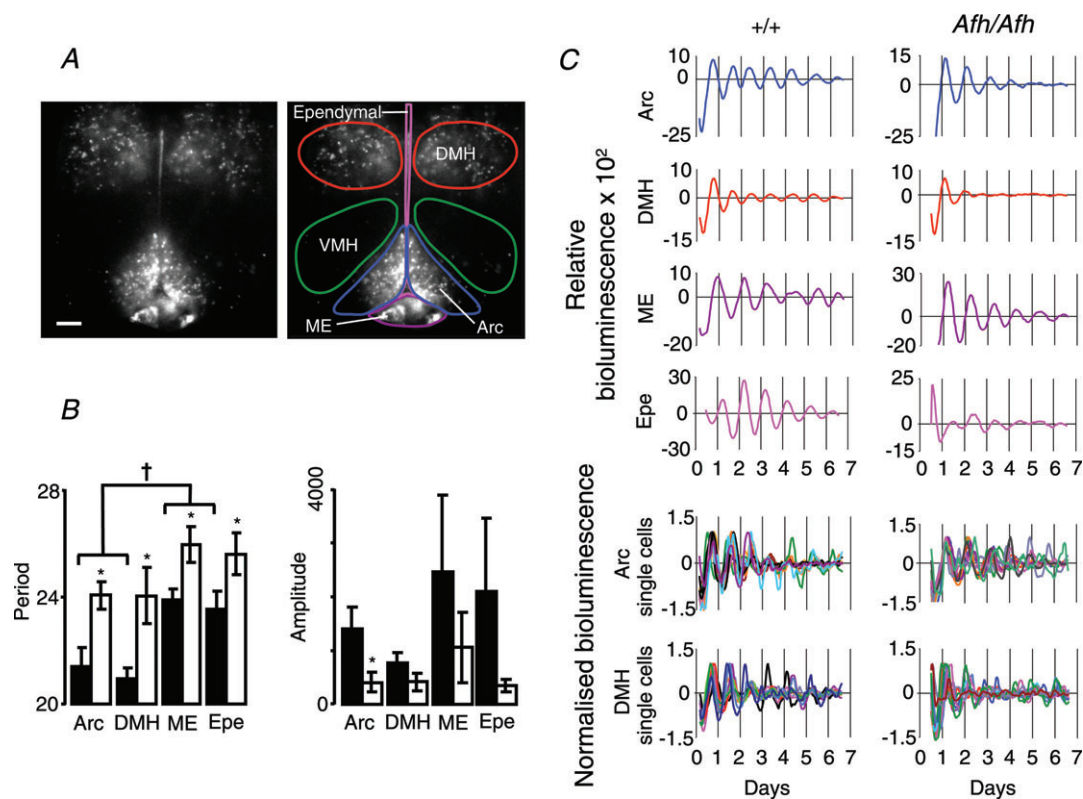 A
Ependymal
DMH
VMH
ME
Arc
B
Period
28
24
20
†
* * * *
Arc DMH ME Epe
Amplitude
4000
0
*
Arc DMH ME Epe
C
+/+
Afh/Afh
Relative
bioluminescence x 10²
Arc
10
0
-25
15
0
-25
DMH
10
0
-15
10
0
-15
ME
10
0
-20
30
0
-20
Epe
30
0
-30
25
0
-15
0 1 2 3 4 5 6 7
0 1 2 3 4 5 6 7
Normalised bioluminescence
Arc
single cells
1.5
0
-1.5
1.5
0
-1.5
DMH
single cells
1.5
0
-1.5
1.5
0
-1.5
0 1 2 3 4 5 6 7
0 1 2 3 4 5 6 7
Days
Days